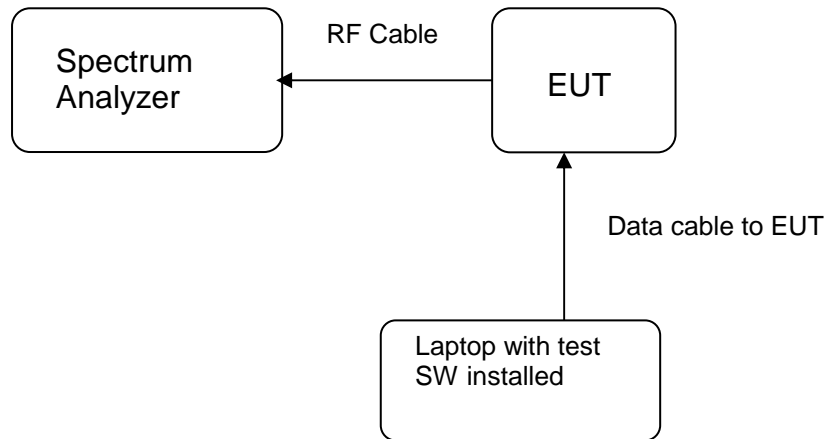 RF Cable
Spectrum
Analyzer
EUT
Data cable to EUT
Laptop with test
SW installed